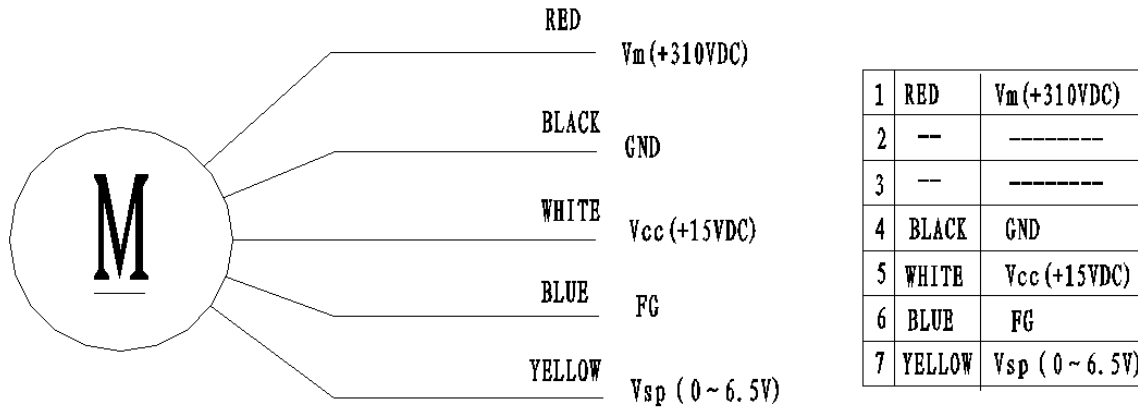 RED
Vm(+310VDC)
BLACK
GND
WHITE
Vcc(+15VDC)
BLUE
FG
YELLOW
Vsp (0~6.5V)
M
1 RED Vm(+310VDC)
2 -- --------
3 -- --------
4 BLACK GND
5 WHITE Vcc(+15VDC)
6 BLUE FG
7 YELLOW Vsp (0~6.5V)